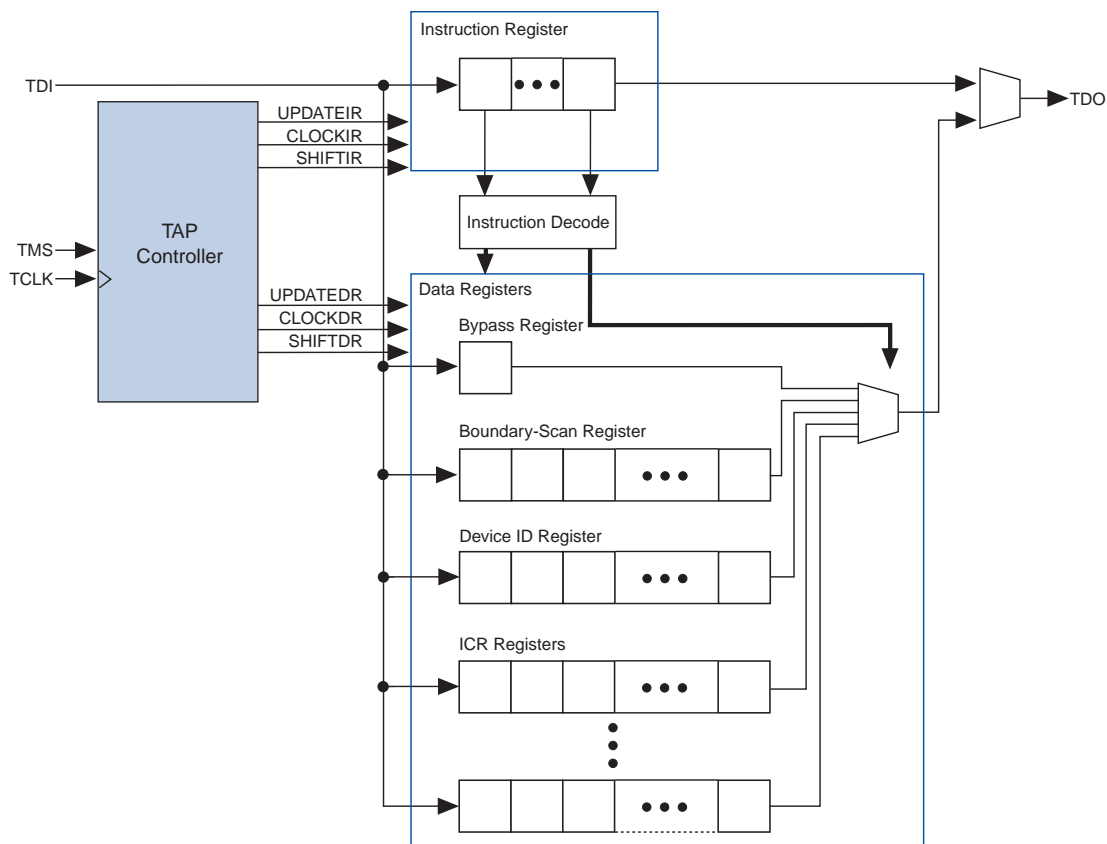 Instruction Register
TDI
TDO
UPDATEIR
CLOCKIR
SHIFTIR
TAP
Controller
Instruction Decode
TMS
TCLK
Data Registers
UPDATEDR
CLOCKDR
SHIFTDR
Bypass Register
Boundary-Scan Register
Device ID Register
ICR Registers